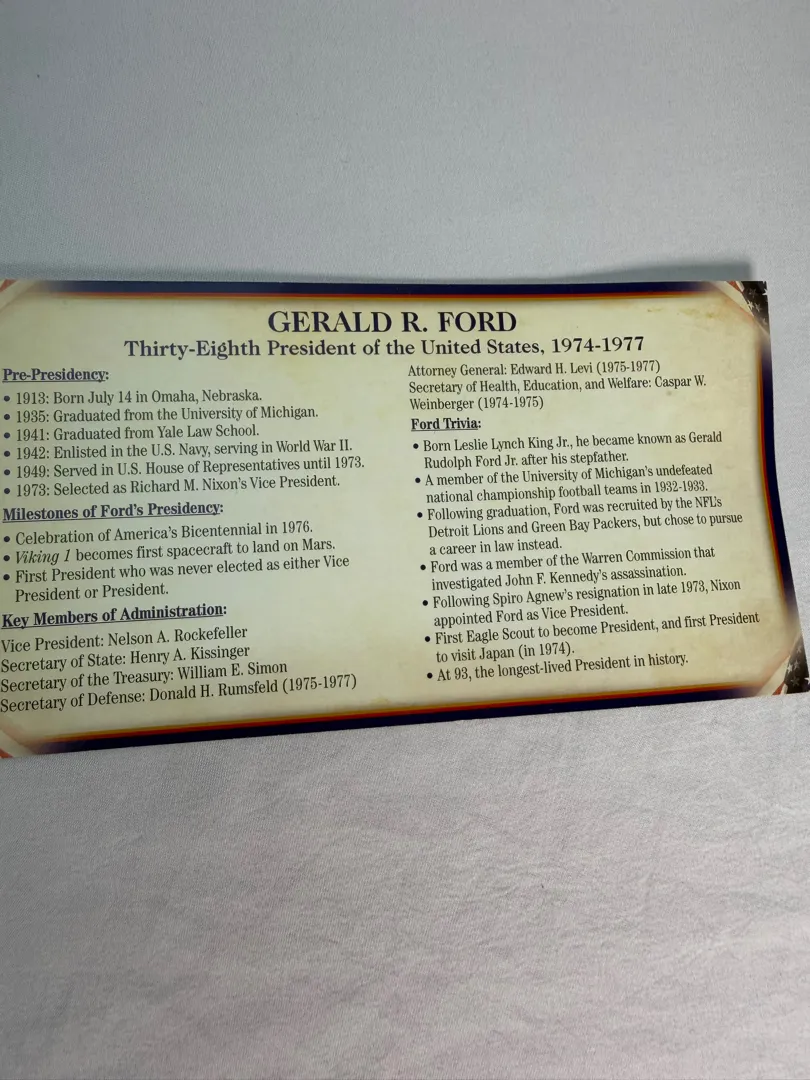 GERALD R. FORD
Thirty-Eighth President of the United States, 1974-1977
Pre-Presidency:
• 1913: Born July 14 in Omaha, Nebraska.
• 1935: Graduated from the University of Michigan.
• 1941: Graduated from Yale Law School.
• 1942: Enlisted in the U.S. Navy, serving in World War II.
• 1949: Served in U.S. House of Representatives until 1973.
• 1973: Selected as Richard M. Nixon's Vice President.
Milestones of Ford's Presidency:
• Celebration of America's Bicentennial in 1976.
• Viking 1 becomes first spacecraft to land on Mars.
• First President who was never elected as either Vice
President or President.
Key Members of Administration:
Vice President: Nelson A. Rockefeller
Secretary of State: Henry A. Kissinger
Secretary of the Treasury: William E. Simon
Secretary of Defense: Donald H. Rumsfeld (1975-1977)
Attorney General: Edward H. Levi (1975-1977)
Secretary of Health, Education, and Welfare: Caspar W.
Weinberger (1974-1975)
Ford Trivia:
• Born Leslie Lynch King Jr., he became known as Gerald
Rudolph Ford Jr. after his stepfather.
• A member of the University of Michigan's undefeated
national championship football teams in 1932-1933.
• Following graduation, Ford was recruited by the NFL's
Detroit Lions and Green Bay Packers, but chose to pursue
a career in law instead.
• Ford was a member of the Warren Commission that
investigated John F. Kennedy's assassination.
• Following Spiro Agnew's resignation in late 1973, Nixon
appointed Ford as Vice President.
• First Eagle Scout to become President, and first President
to visit Japan (in 1974).
• At 93, the longest-lived President in history.